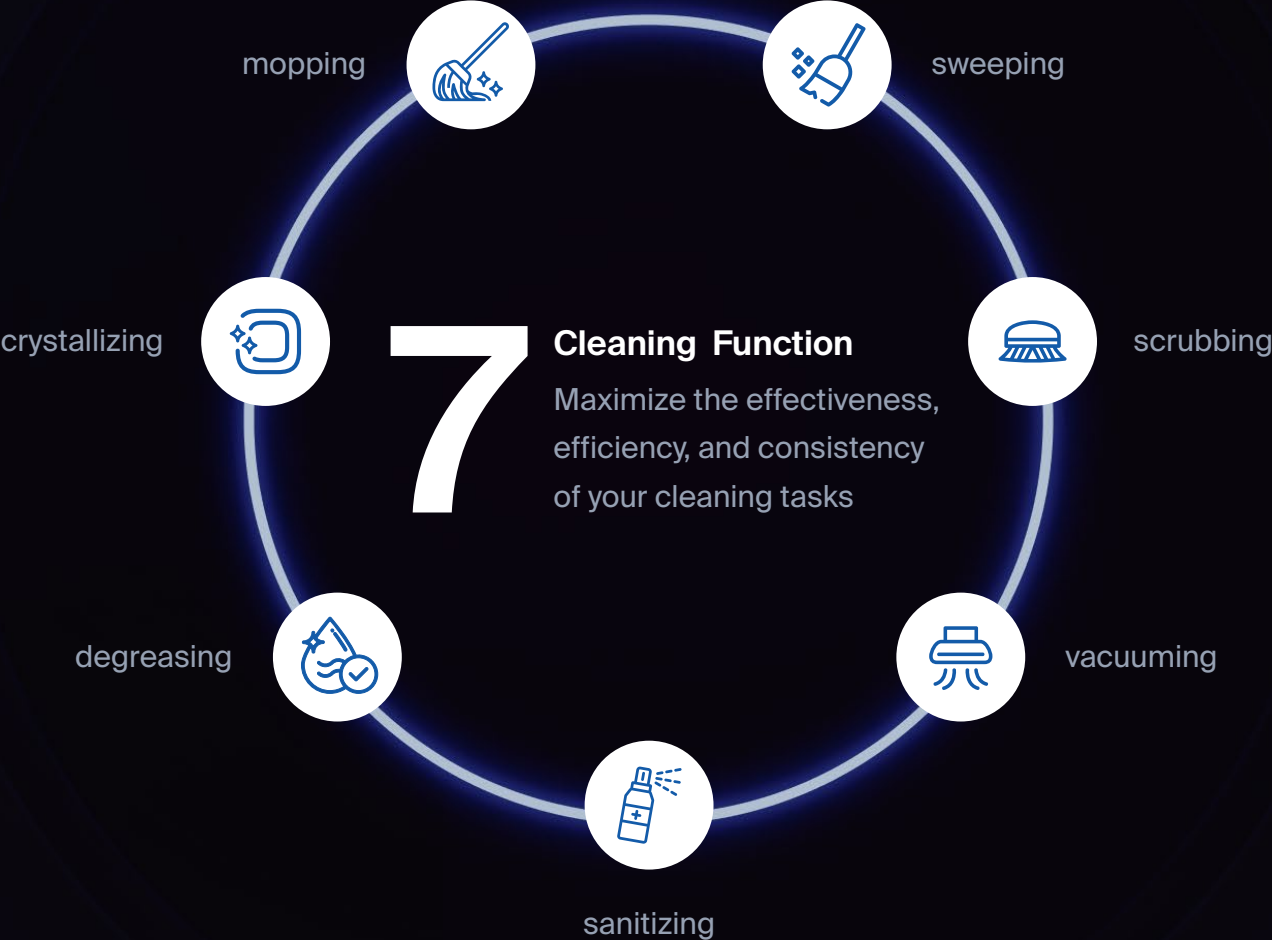 mopping
sweeping
crystallizing
scrubbing
7
Cleaning Function
Maximize the effectiveness,
efficiency, and consistency
of your cleaning tasks
degreasing
vacuuming
sanitizing